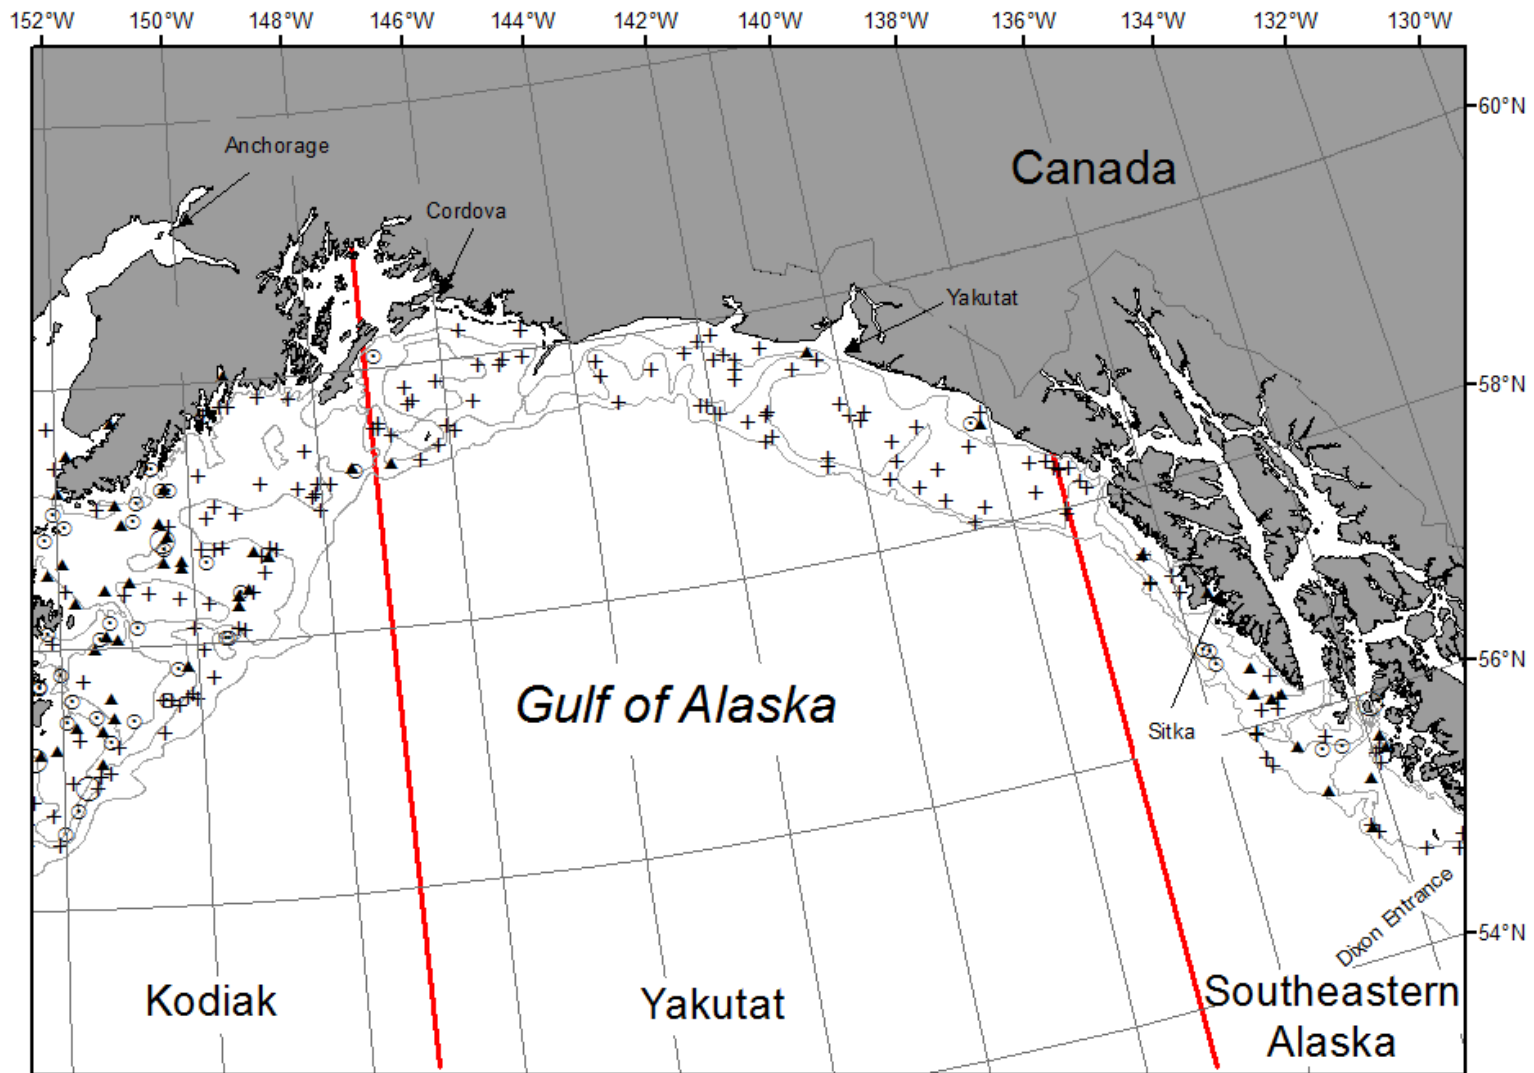 152°W 150°W 148°W 146°W 144°W 142°W 140°W 138°W 136°W 134°W 132°W 130°W
60°N
Anchorage
Canada
Cordova
Yakutat
58°N
56°N
Gulf of Alaska
Sitka
Dixon Entrance
54°N
Kodiak
Yakutat
Southeastern
Alaska